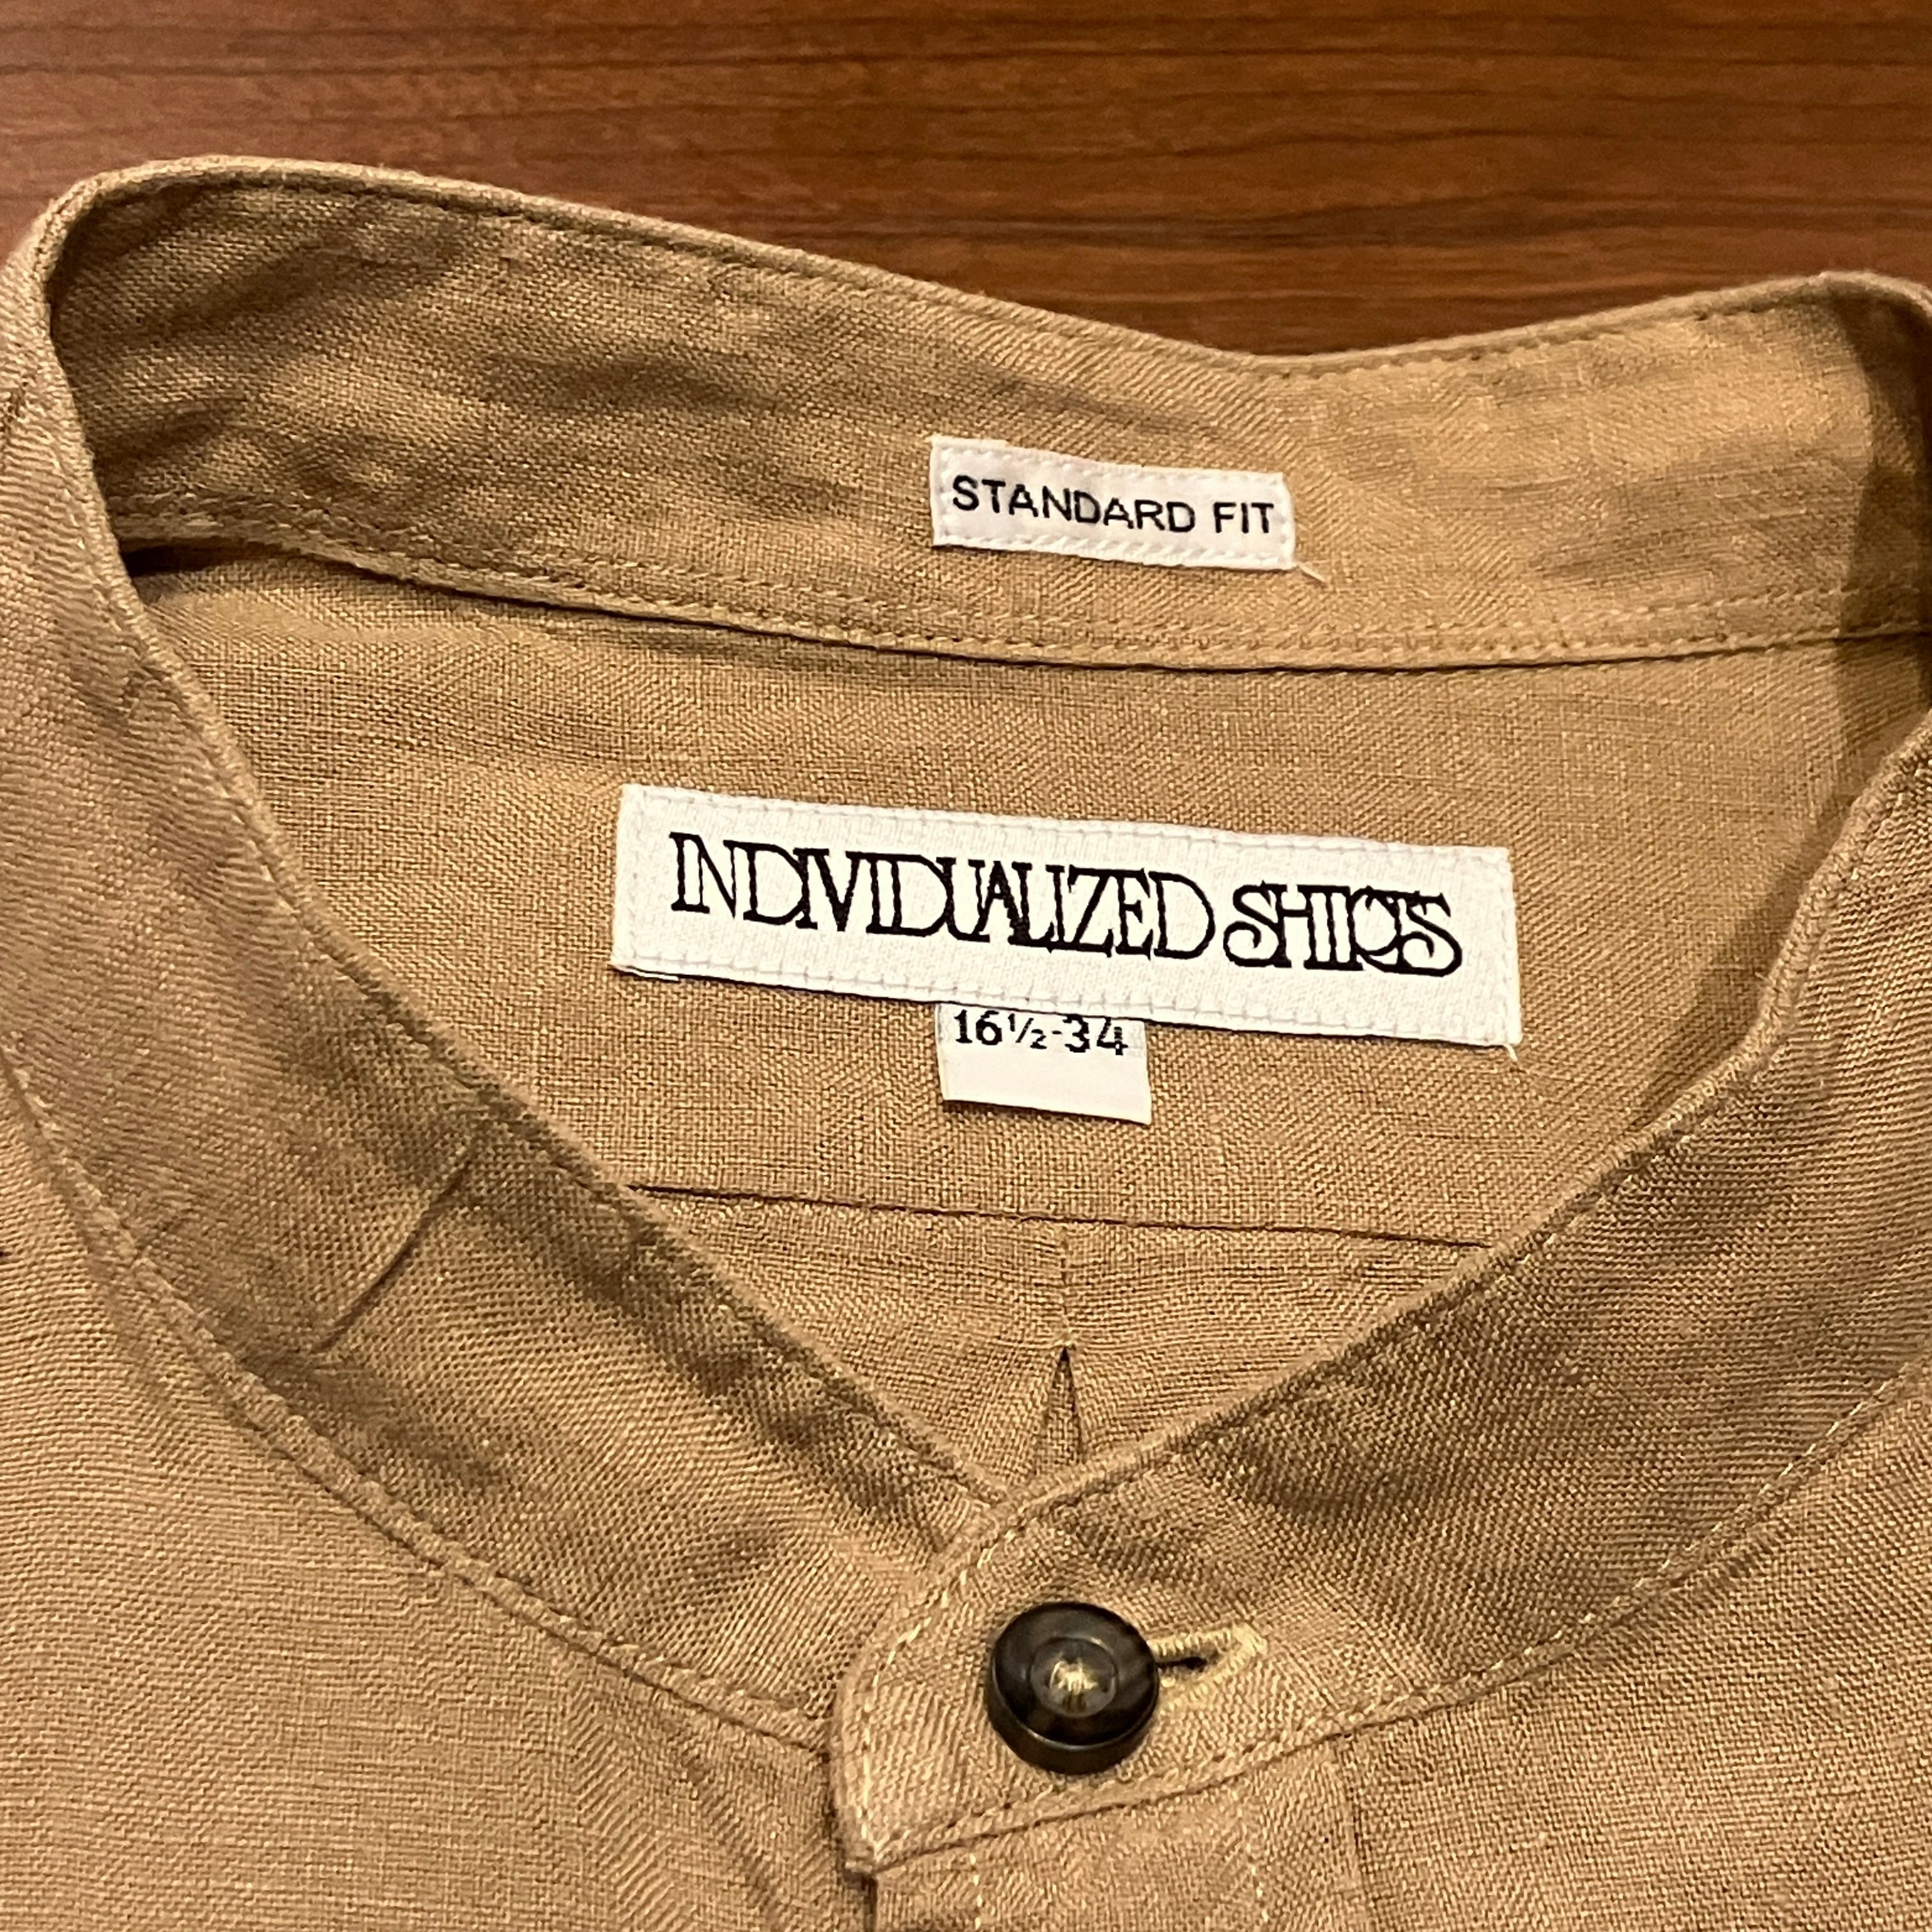 STANDARD FIT
INDIVIDUALIZED SHIRTS
16½-34